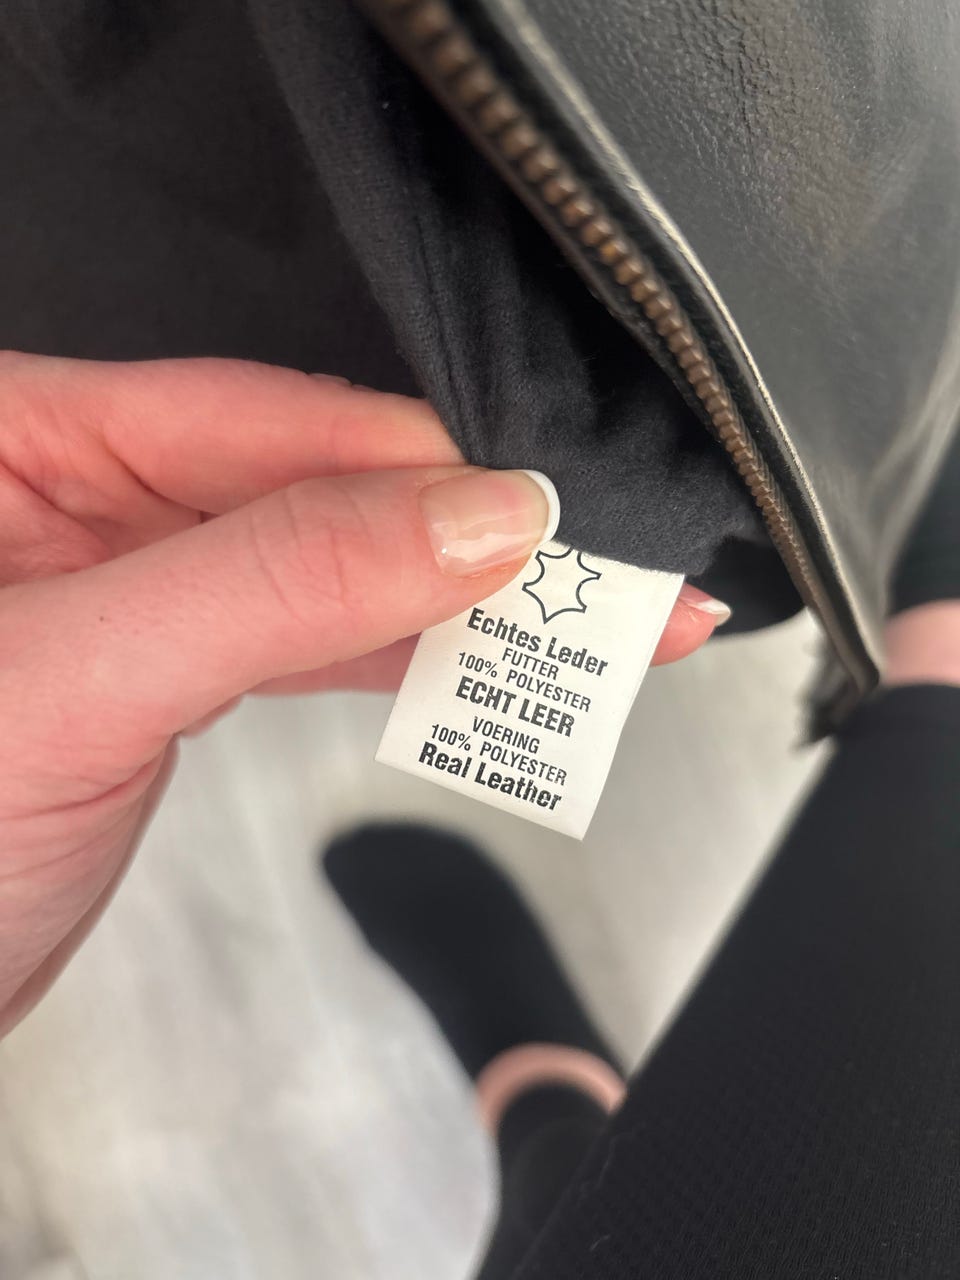 Echtes Leder
FUTTER
100% POLYESTER
ECHT LEER
VOERING
100% POLYESTER
Real Leather